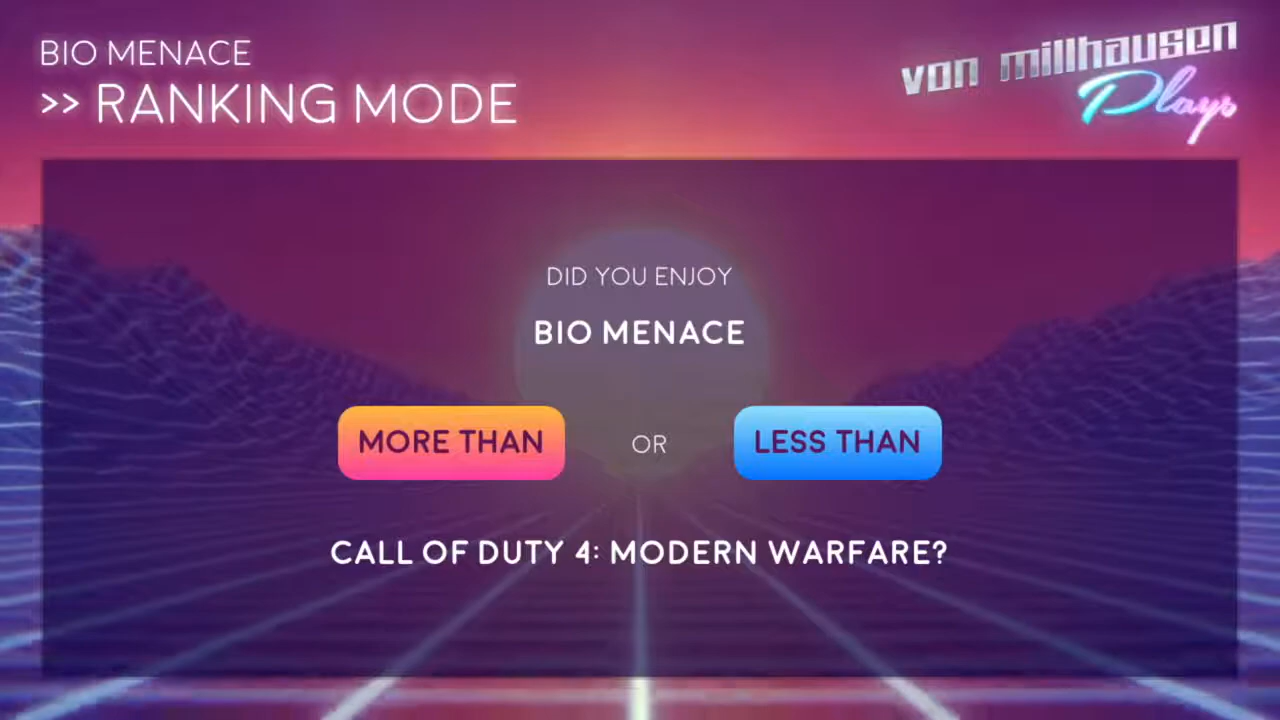 BIO MENACE
>> RANKING MODE
von millhausen
Plays
DID YOU ENJOY
BIO MENACE
MORE THAN OR LESS THAN
CALL OF DUTY 4: MODERN WARFARE?